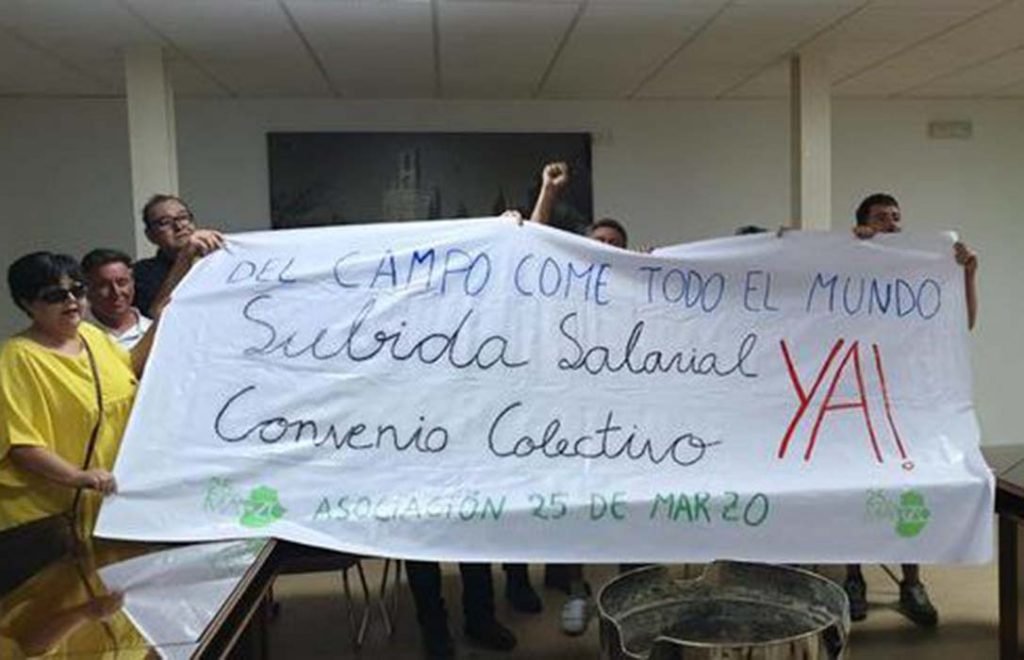 DEL CAMPO COME TODO EL MUNDO
Subida Salarial
YA!
Convenio Colectivo
ASOCIACIÓN 25 DE MARZO